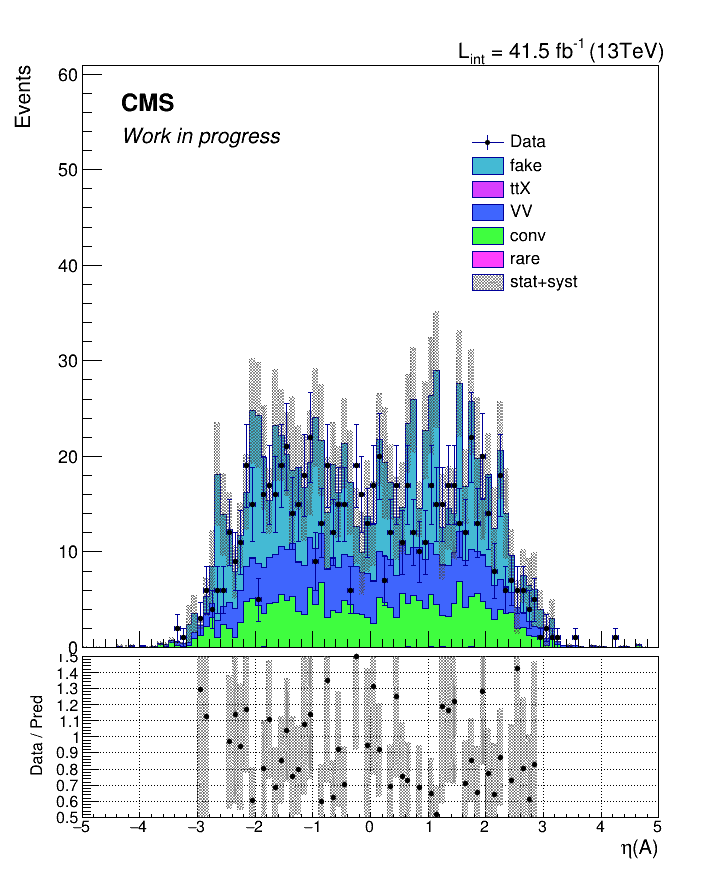 L_int = 41.5 fb^-1 (13TeV)
Events
60
CMS
Work in progress
Data
50
fake
ttX
VV
conv
40
rare
stat+syst
30
20
10
0
1.5
1.4
1.3
1.2
1.1
1
0.9
0.8
0.7
0.6
0.5
Data / Pred
−5 −4 −3 −2 −1 0 1 2 3 4 5
η(A)